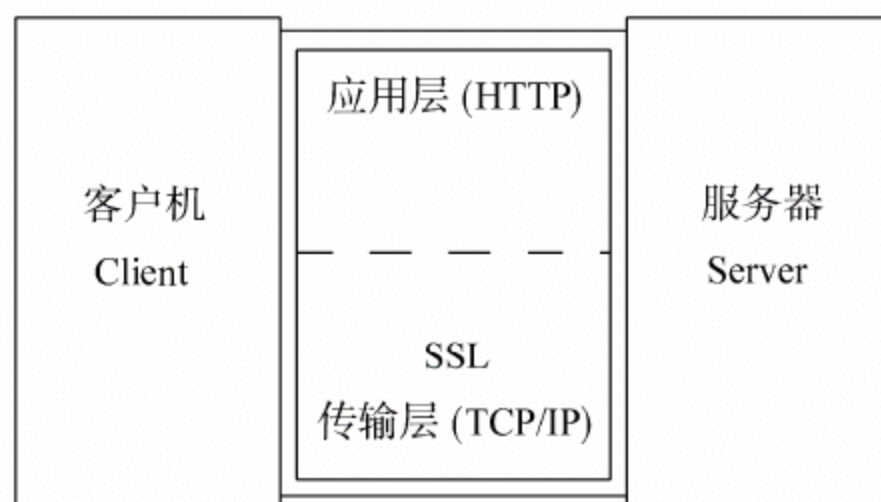 应用层 (HTTP)
客户机
Client
服务器
Server
SSL
传输层 (TCP/IP)